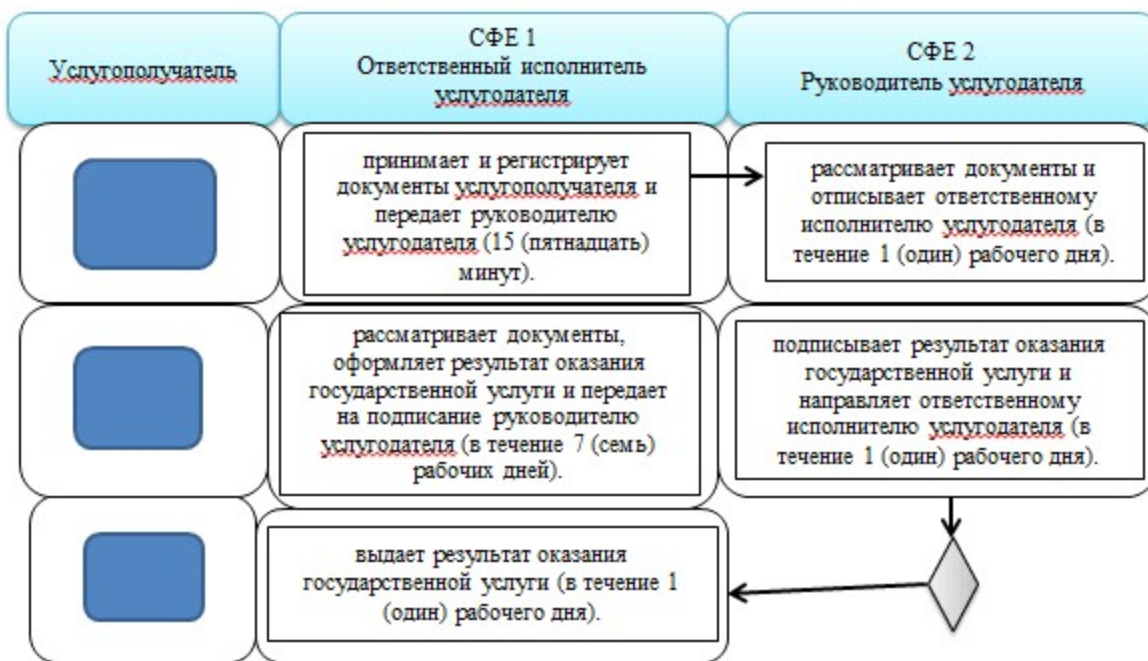 Услугополучатель
СФЕ 1
Ответственный исполнитель
услугодателя
СФЕ 2
Руководитель услугодателя
принимает и регистрирует
документы услугополучателя и
передает руководителю
услугодателя (15 (пятнадцать)
минут).
рассматривает документы и
отписывает ответственному
исполнителю услугодателя (в
течение 1 (один) рабочего дня).
рассматривает документы,
оформляет результат оказания
государственной услуги и передает
на подписание руководителю
услугодателя (в течение 7 (семь)
рабочих дней).
подписывает результат оказания
государственной услуги и
направляет ответственному
исполнителю услугодателя (в
течение 1 (один) рабочего дня).
выдает результат оказания
государственной услуги (в течение 1
(один) рабочего дня).